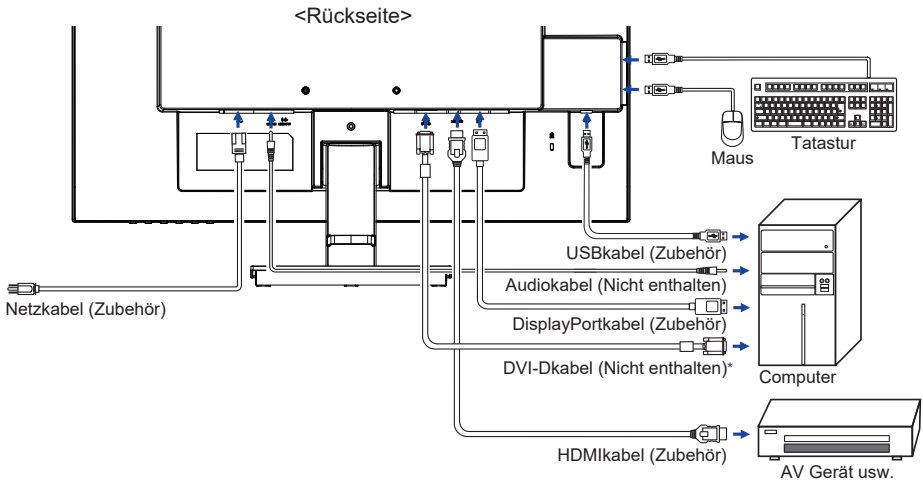 <Rückseite>
Maus
Tatastur
USBkabel (Zubehör)
Audiokabel (Nicht enthalten)
Netzkabel (Zubehör)
DisplayPortkabel (Zubehör)
DVI-Dkabel (Nicht enthalten)*
Computer
HDMIkabel (Zubehör)
AV Gerät usw.